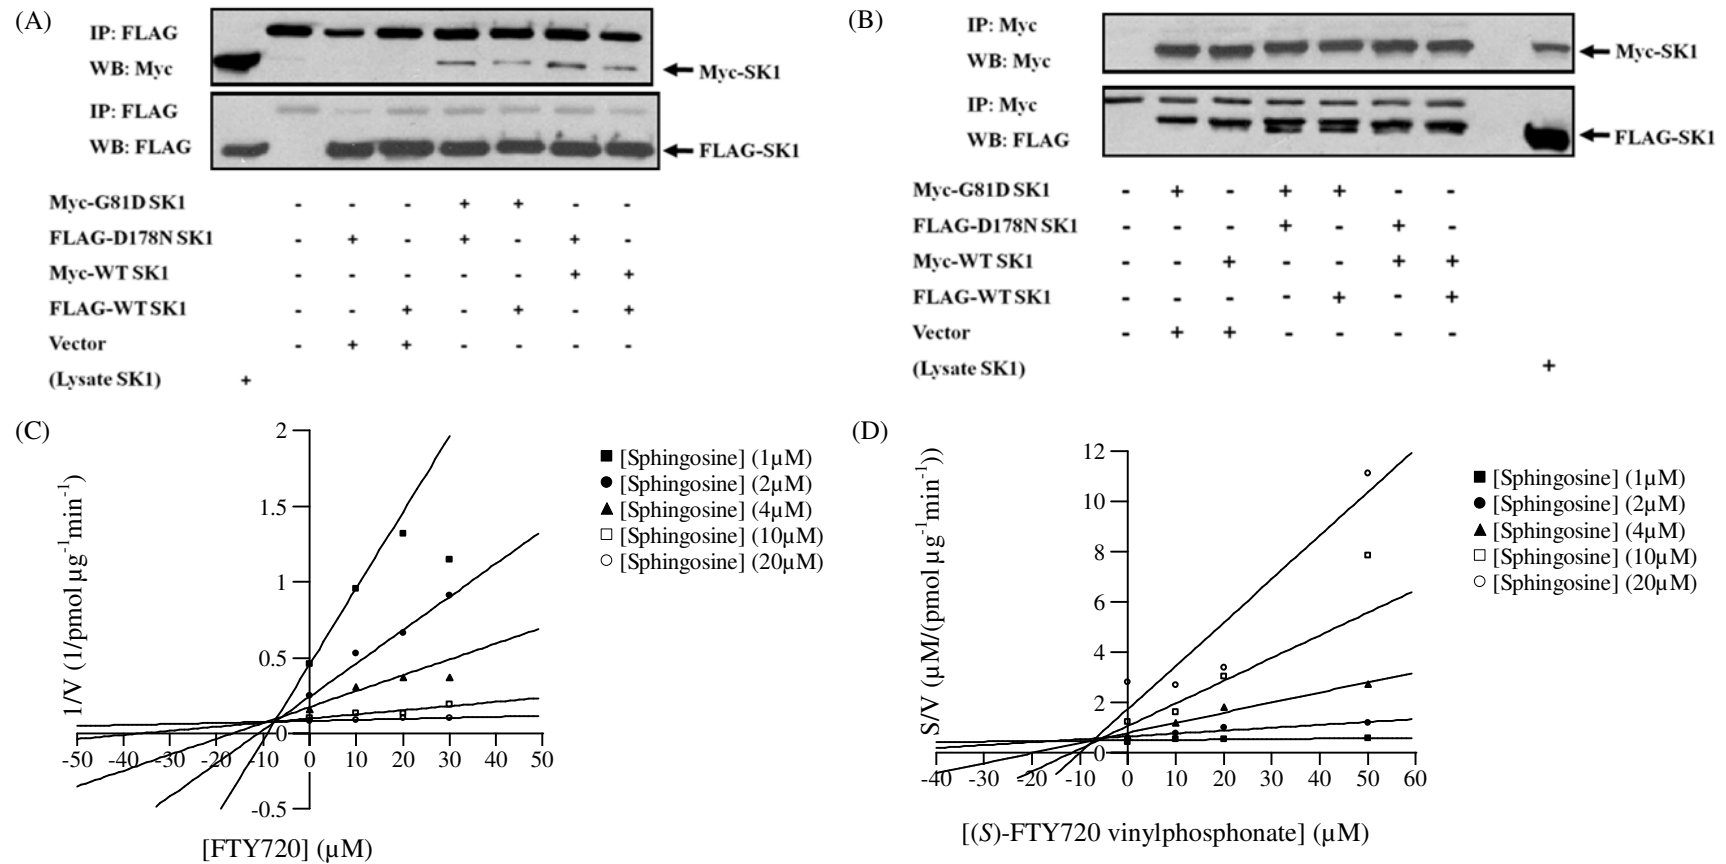 (A)
IP: FLAG
WB: Myc
Myc-SK1
IP: FLAG
WB: FLAG
FLAG-SK1
Myc-G81D SK1 - - - + + - -
FLAG-D178N SK1 - + - + - + -
Myc-WT SK1 - - - - - + +
FLAG-WT SK1 - - + - + - +
Vector - + + - - - -
(Lysate SK1) +
(B)
IP: Myc
WB: Myc
Myc-SK1
IP: Myc
WB: FLAG
FLAG-SK1
Myc-G81D SK1 - + - + + - -
FLAG-D178N SK1 - - - + - + -
Myc-WT SK1 - - + - - + +
FLAG-WT SK1 - - - - + - +
Vector - + + - - - -
(Lysate SK1) +
(C)
1/V (1/pmol µg⁻¹min⁻¹)
2
1.5
1
0.5
0
-0.5
-50 -40 -30 -20 -10 0 10 20 30 40 50
[FTY720] (µM)
[Sphingosine] (1µM)
[Sphingosine] (2µM)
[Sphingosine] (4µM)
[Sphingosine] (10µM)
[Sphingosine] (20µM)
(D)
S/V (µM/(pmol µg⁻¹min⁻¹))
12
10
8
6
4
2
0
-40 -30 -20 -10 0 10 20 30 40 50 60
[(S)-FTY720 vinylphosphonate] (µM)
[Sphingosine] (1µM)
[Sphingosine] (2µM)
[Sphingosine] (4µM)
[Sphingosine] (10µM)
[Sphingosine] (20µM)